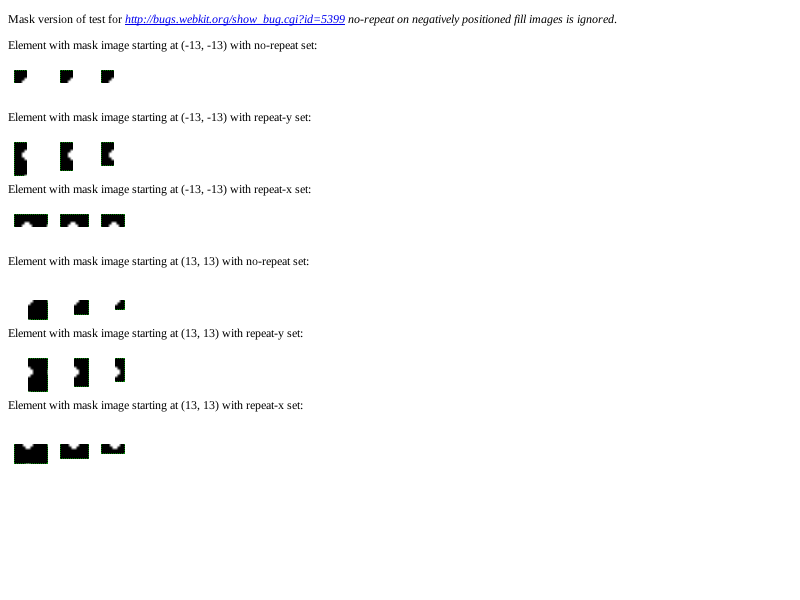 Mask version of test for http://bugs.webkit.org/show_bug.cgi?id=5399 no-repeat on negatively positioned fill images is ignored.
Element with mask image starting at (-13, -13) with no-repeat set:
Element with mask image starting at (-13, -13) with repeat-y set:
Element with mask image starting at (-13, -13) with repeat-x set:
Element with mask image starting at (13, 13) with no-repeat set:
Element with mask image starting at (13, 13) with repeat-y set:
Element with mask image starting at (13, 13) with repeat-x set: